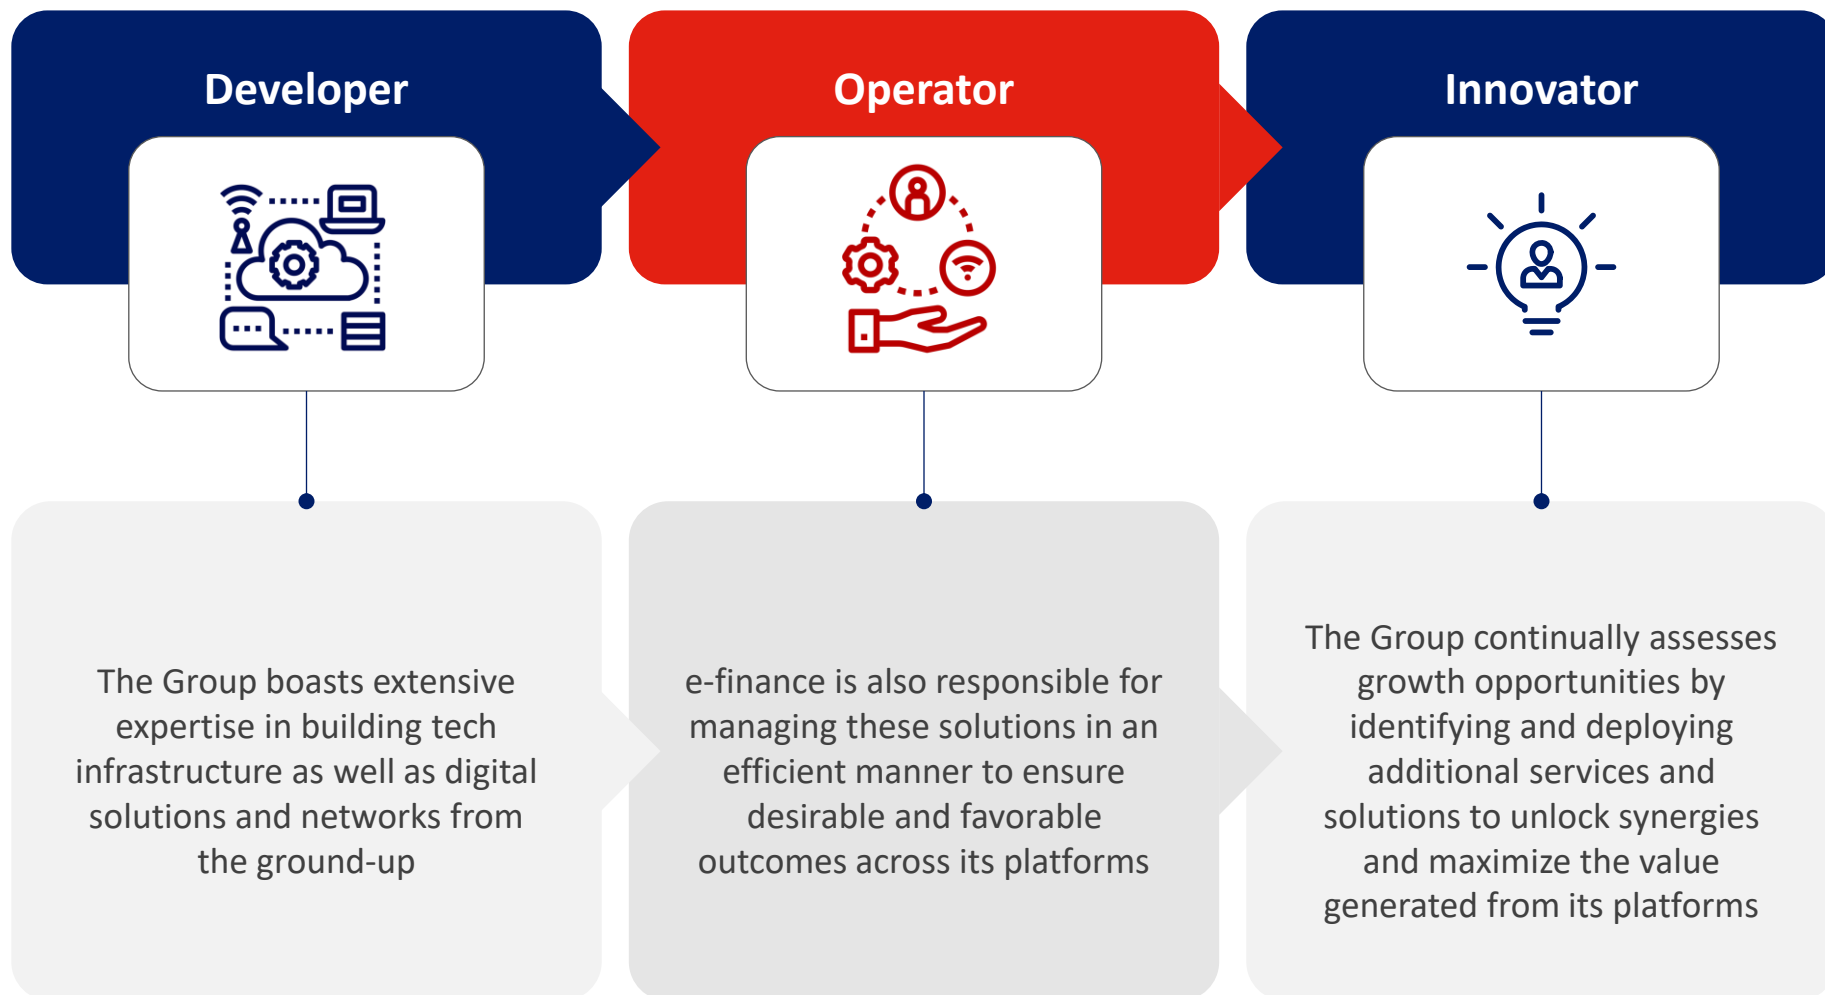 Developer
Operator
Innovator
The Group boasts extensive
expertise in building tech
infrastructure as well as digital
solutions and networks from
the ground-up
e-finance is also responsible for
managing these solutions in an
efficient manner to ensure
desirable and favorable
outcomes across its platforms
The Group continually assesses
growth opportunities by
identifying and deploying
additional services and
solutions to unlock synergies
and maximize the value
generated from its platforms